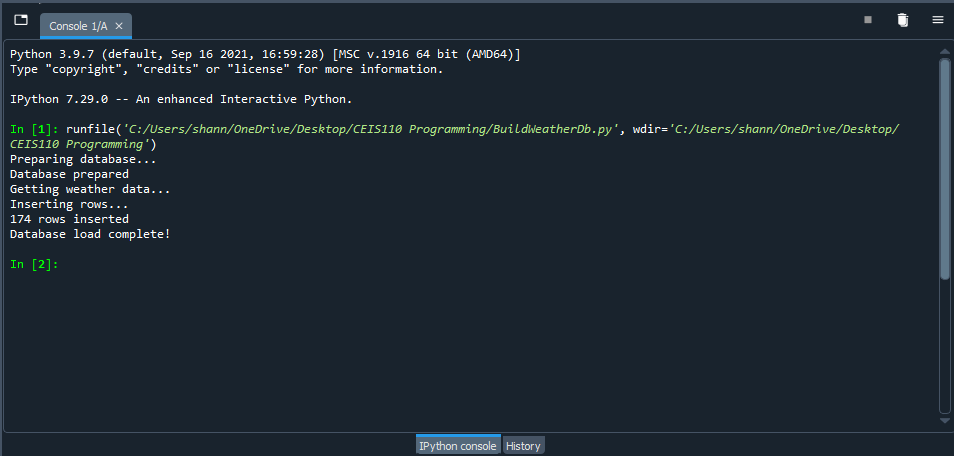 Console 1/A
Python 3.9.7 (default, Sep 16 2021, 16:59:28) [MSC v.1916 64 bit (AMD64)]
Type "copyright", "credits" or "license" for more information.
IPython 7.29.0 -- An enhanced Interactive Python.
In [1]: runfile('C:/Users/shann/OneDrive/Desktop/CEIS110 Programming/BuildWeatherDb.py', wdir='C:/Users/shann/OneDrive/Desktop/
CEIS110 Programming')
Preparing database...
Database prepared
Getting weather data...
Inserting rows...
174 rows inserted
Database load complete!
In [2]:
IPython console History